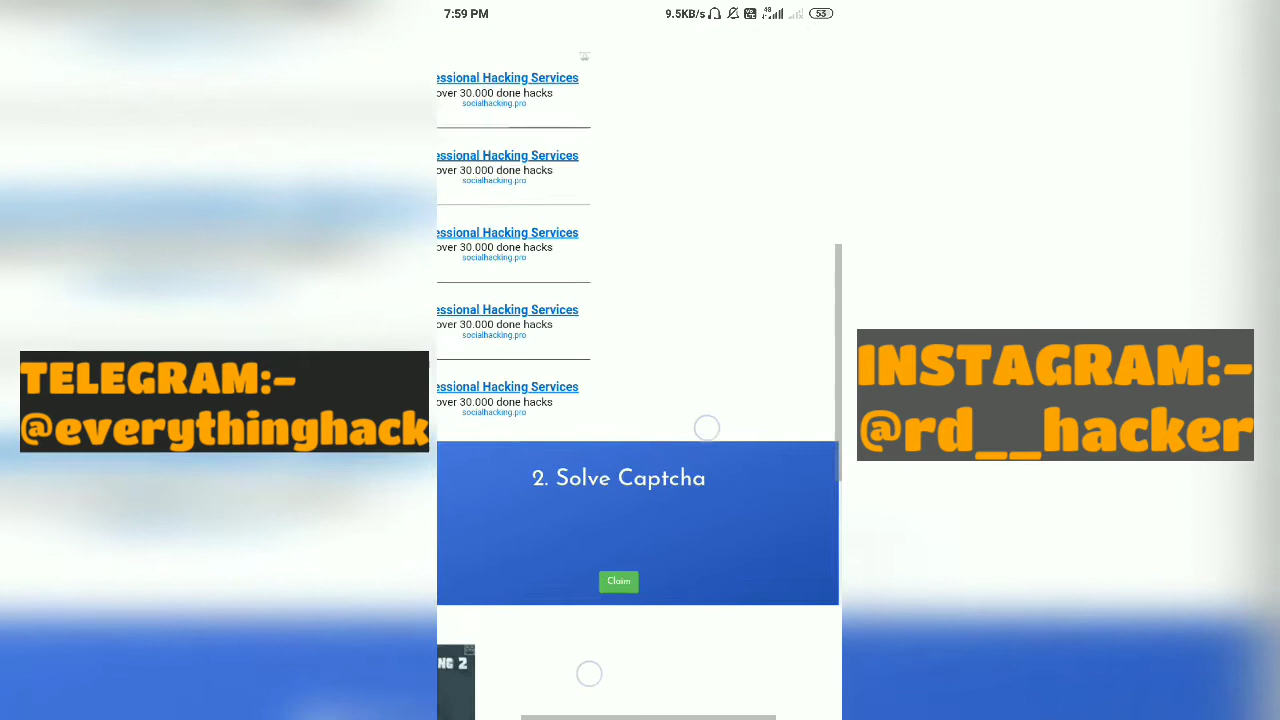 7:59 PM
9.5KB/s
4G
53
essional Hacking Services
over 30.000 done hacks
socialhacking.pro
essional Hacking Services
over 30.000 done hacks
socialhacking.pro
essional Hacking Services
over 30.000 done hacks
socialhacking.pro
essional Hacking Services
over 30.000 done hacks
socialhacking.pro
essional Hacking Services
over 30.000 done hacks
socialhacking.pro
TELEGRAM:-
@everythinghack
INSTAGRAM:-
@rd__hacker
2. Solve Captcha
Claim
NG 2